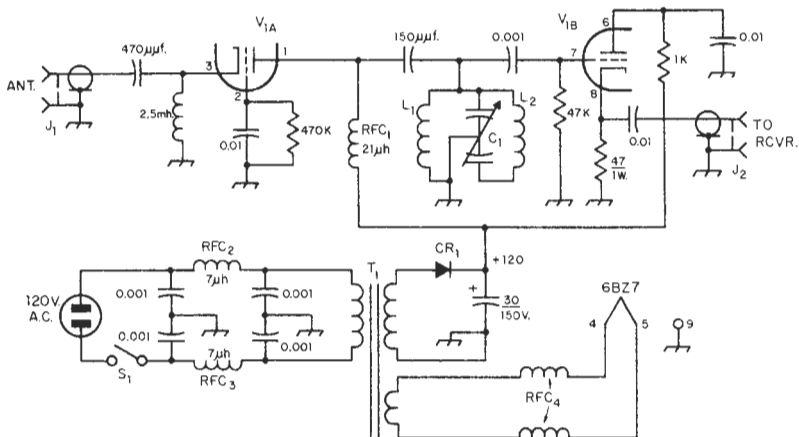 V1A
V1B
470μμf.
150μμf.
0.001
6
0.01
3
1
7
1K
ANT.
2
8
J1
2.5mh.
0.01
470K
RFC1
21μh
L1
C1
L2
47K
0.01
TO
RCVR.
J2
47
1W.
RFC2
7μh
T1
CR1
+120
6BZ7
120V.
A.C.
0.001
0.001
+
30
150V.
4
5
9
0.001
0.001
S1
7μh
RFC3
RFC4